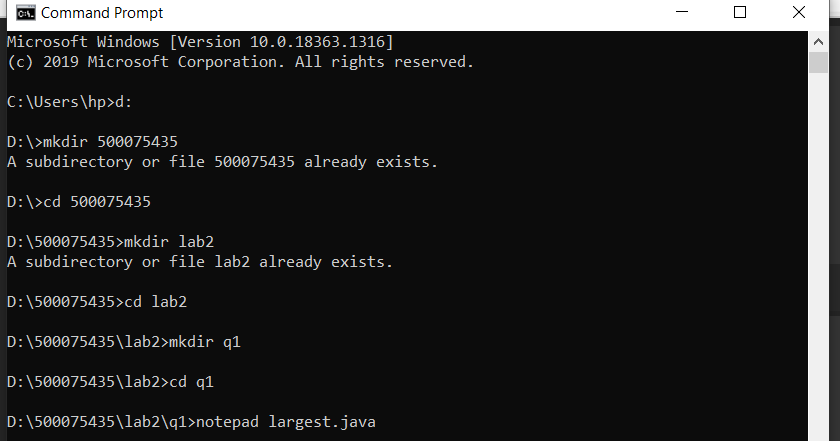 Command Prompt
Microsoft Windows [Version 10.0.18363.1316]
(c) 2019 Microsoft Corporation. All rights reserved.
C:\Users\hp>d:
D:\>mkdir 500075435
A subdirectory or file 500075435 already exists.
D:\>cd 500075435
D:\500075435>mkdir lab2
A subdirectory or file lab2 already exists.
D:\500075435>cd lab2
D:\500075435\lab2>mkdir q1
D:\500075435\lab2>cd q1
D:\500075435\lab2\q1>notepad largest.java